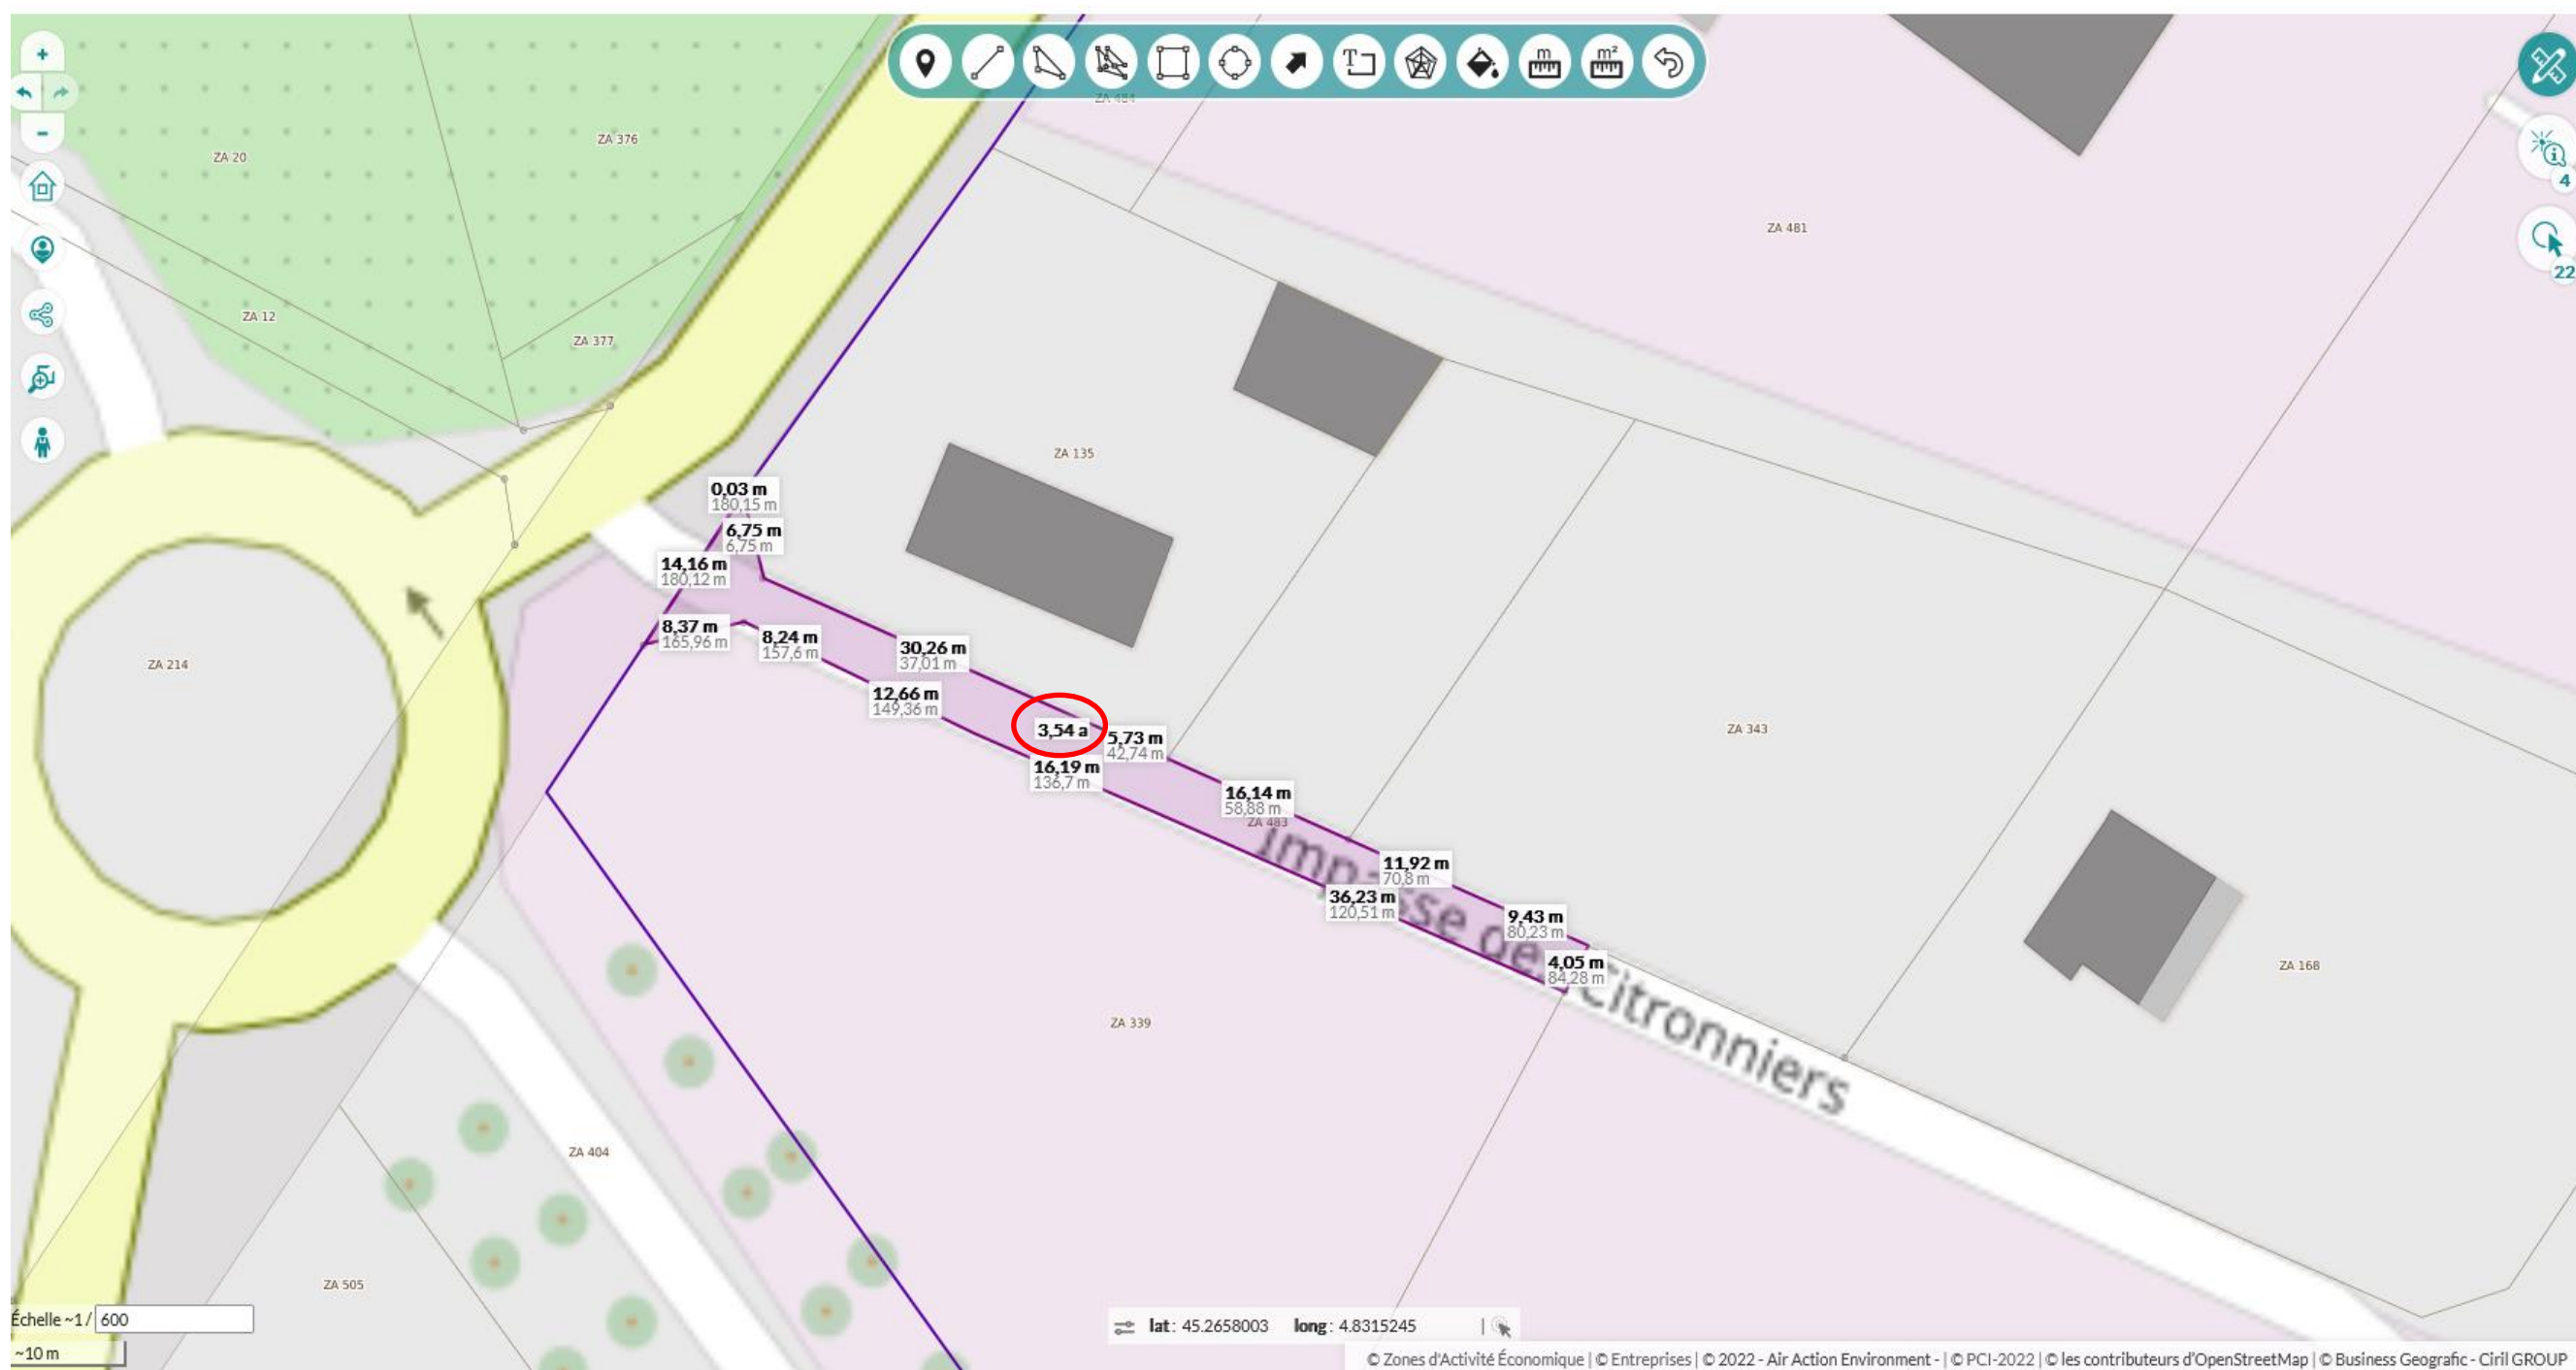 T
m
m²
ZA 484
ZA 376
ZA 20
4
ZA 481
22
ZA 12
ZA 377
ZA 135
0,03 m
180,15 m
6,75 m
6,75 m
14,16 m
180,12 m
8,37 m
165,96 m
8,24 m
157,6 m
30,26 m
37,01 m
ZA 214
12,66 m
149,36 m
3,54 a
5,73 m
42,74 m
ZA 343
16,19 m
136,7 m
16,14 m
58,88 m
ZA 483
11,92 m
70,8 m
36,23 m
120,51 m
9,43 m
80,23 m
4,05 m
84,28 m
Citronniers
ZA 168
ZA 339
ZA 404
ZA 505
Échelle ~1/ 600
~10 m
lat: 45.2658003 long: 4.8315245
© Zones d'Activité Économique | © Entreprises | © 2022 - Air Action Environment - | © PCI-2022 | © les contributeurs d'OpenStreetMap | © Business Geografic - Ciril GROUP